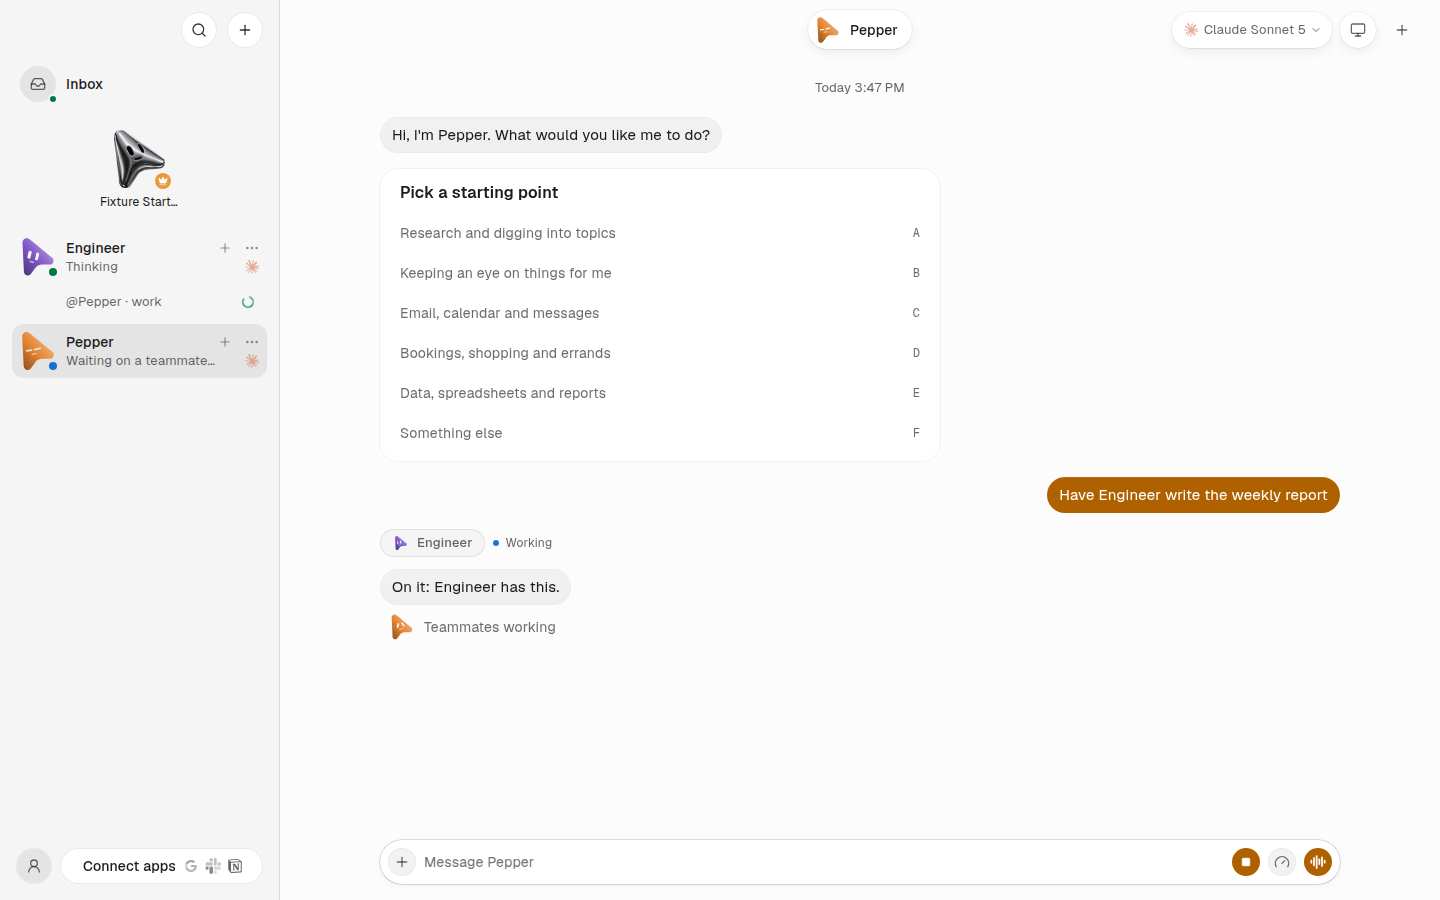 Inbox
Fixture Start...
Engineer
Thinking
@Pepper · work
Pepper
Waiting on a teammate...
Connect apps
Pepper
Claude Sonnet 5
Today 3:47 PM
Hi, I'm Pepper. What would you like me to do?
Pick a starting point
Research and digging into topics A
Keeping an eye on things for me B
Email, calendar and messages C
Bookings, shopping and errands D
Data, spreadsheets and reports E
Something else F
Have Engineer write the weekly report
Engineer Working
On it: Engineer has this.
Teammates working
Message Pepper